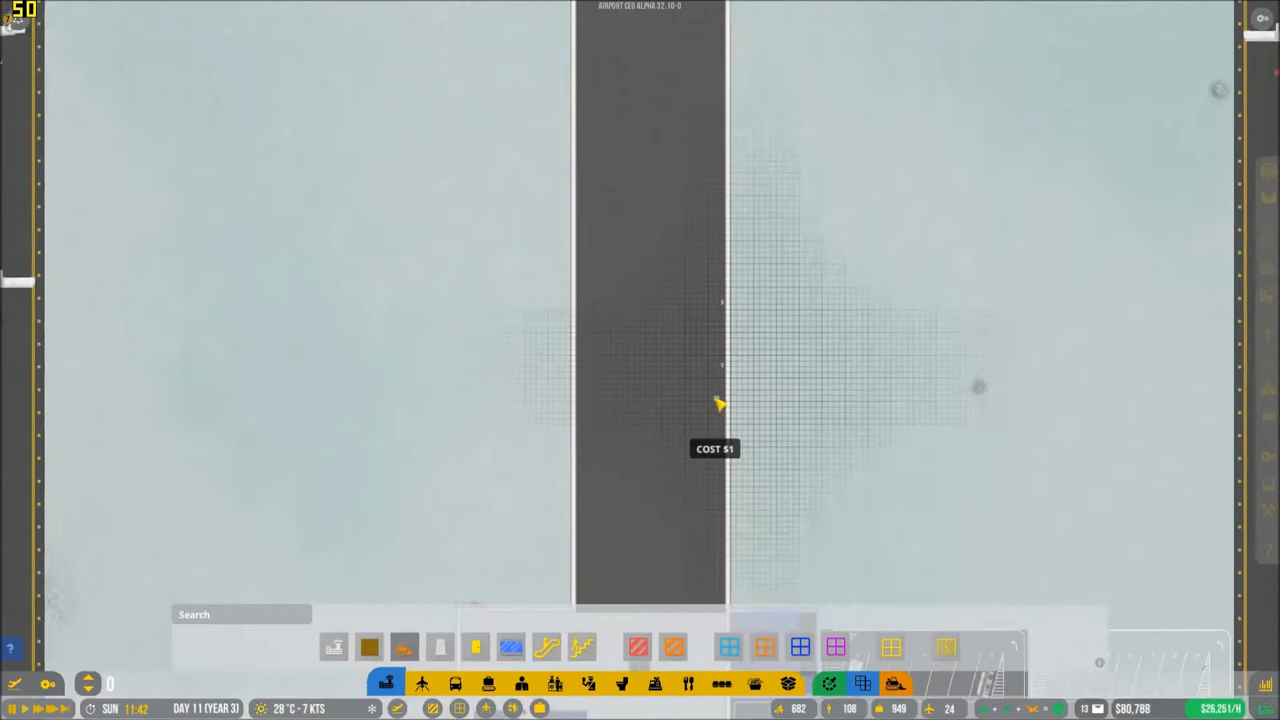 50
AIRPORT CEO ALPHA 32.10-0
COST $1
Search
?
0
SUN 11:42 DAY 11 (YEAR 3) 28 °C - 7 KTS 682 108 949 24 13 $80,788 $26,251/H